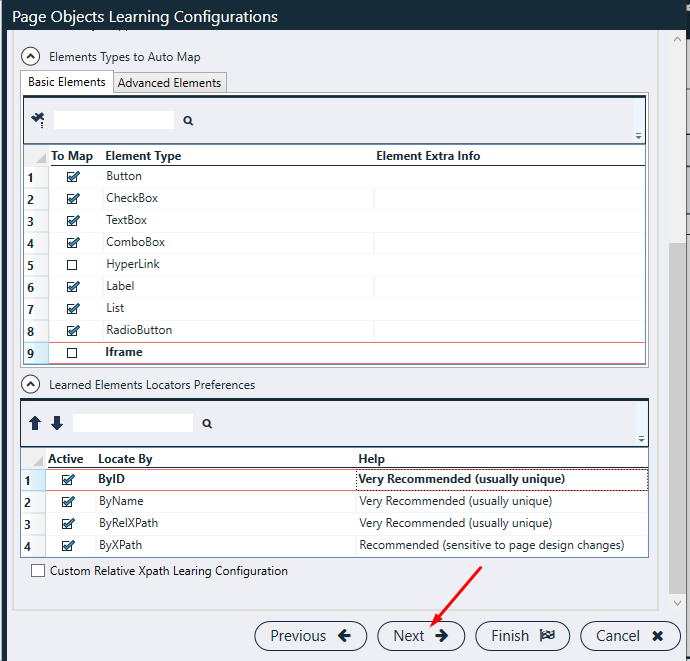 Page Objects Learning Configurations
Elements Types to Auto Map
Basic Elements Advanced Elements
To Map Element Type Element Extra Info
1 Button
2 CheckBox
3 TextBox
4 ComboBox
5 HyperLink
6 Label
7 List
8 RadioButton
9 Iframe
Learned Elements Locators Preferences
Active Locate By Help
1 ByID Very Recommended (usually unique)
2 ByName Very Recommended (usually unique)
3 ByRelXPath Very Recommended (usually unique)
4 ByXPath Recommended (sensitive to page design changes)
Custom Relative Xpath Learing Configuration
Previous Next Finish Cancel